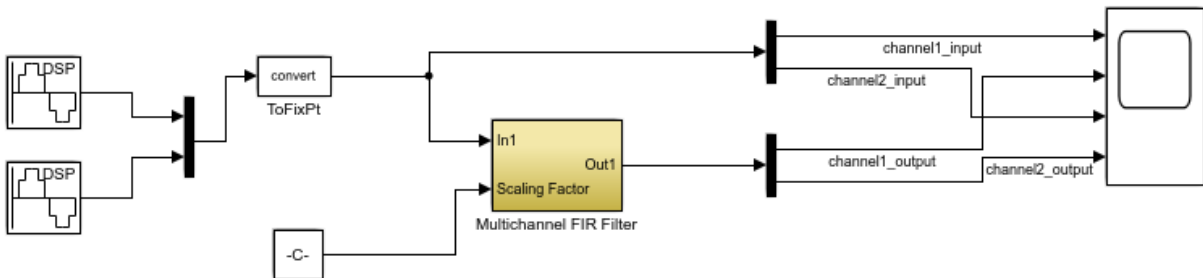 DSP
DSP
convert
ToFixPt
In1
Out1
Scaling Factor
Multichannel FIR Filter
-C-
channel1_input
channel2_input
channel1_output
channel2_output